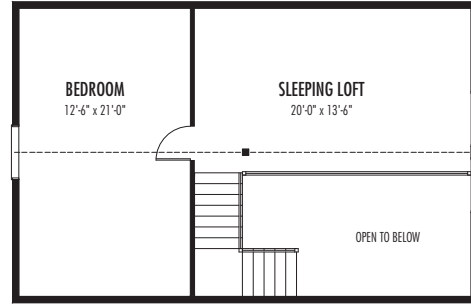 BEDROOM
12'-6" x 21'-0"
SLEEPING LOFT
20'-0" x 13'-6"
OPEN TO BELOW